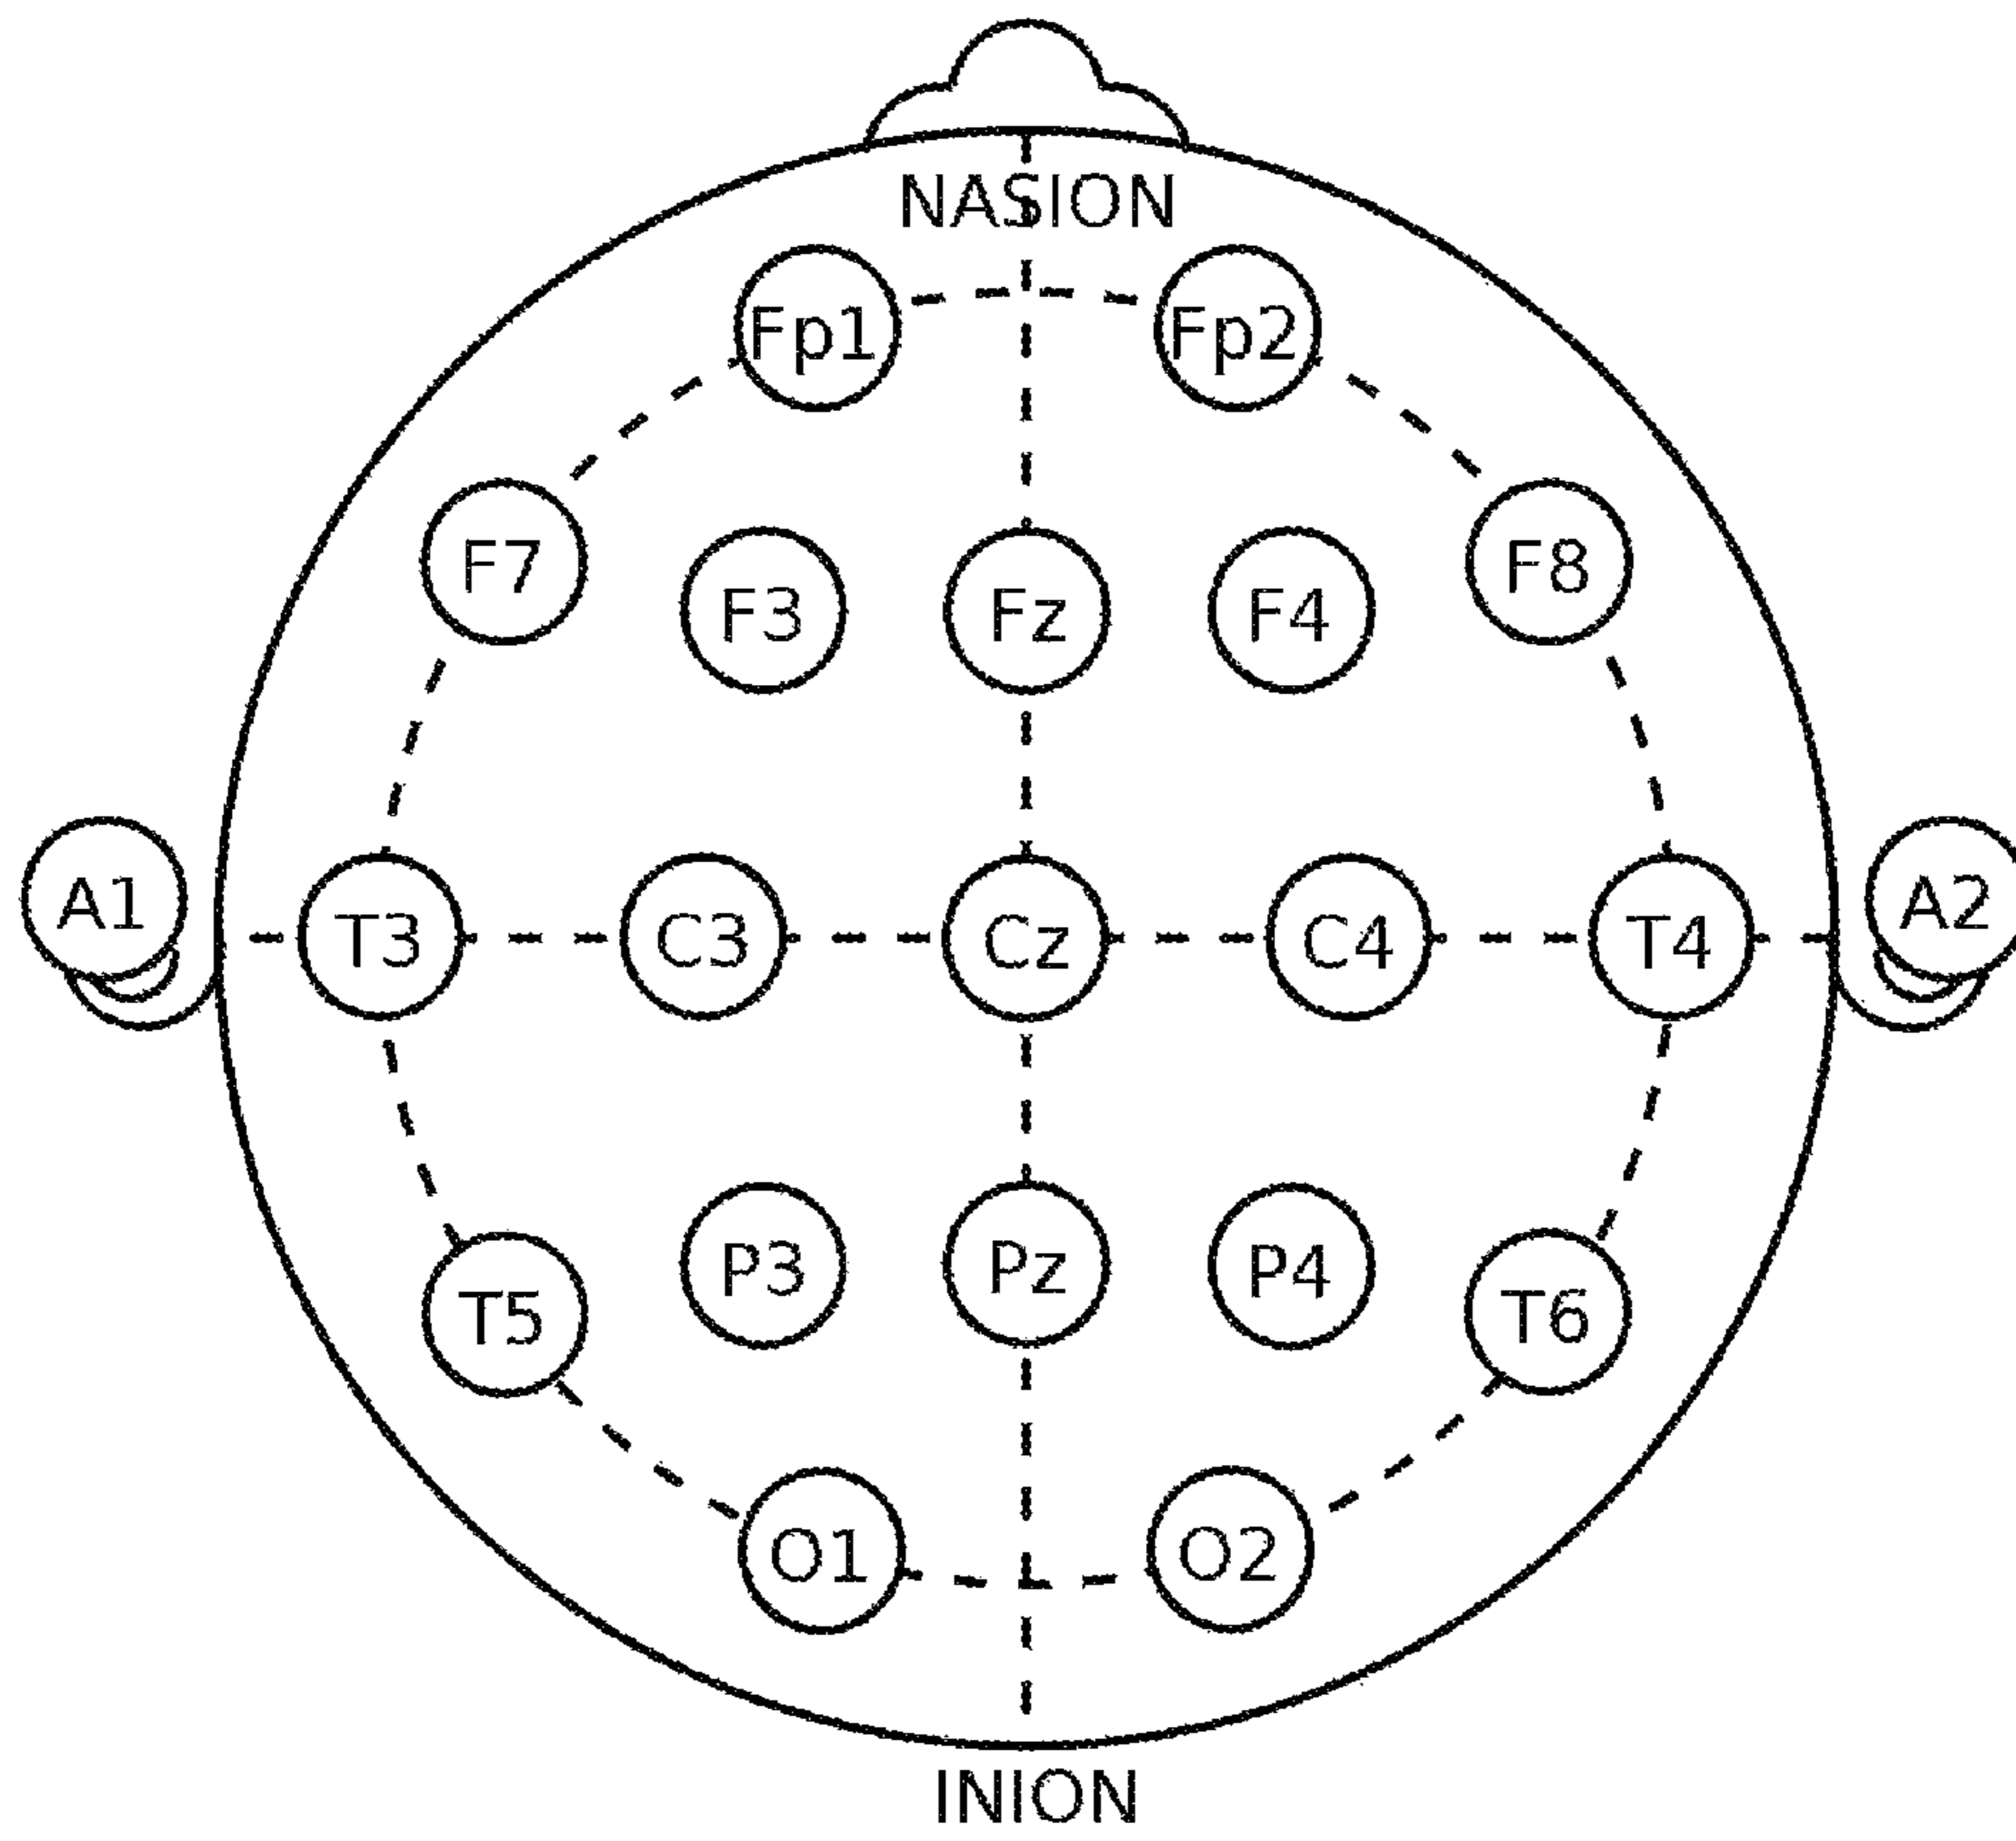 NASION
Fp1 Fp2
F7 F3 Fz F4 F8
A1 T3 C3 Cz C4 T4 A2
T5 P3 Pz P4 T6
O1 O2
INION